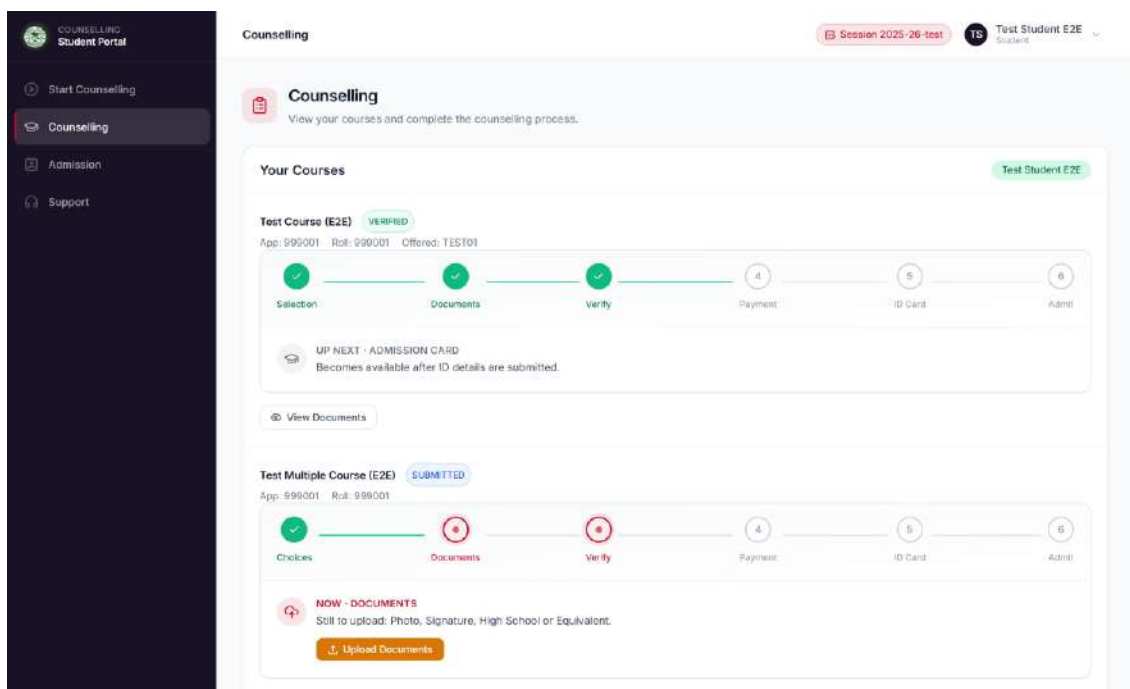 COUNSELLING
Student Portal
Counselling
Session 2025-26-test
TS
Test Student E2E
Student
Start Counselling
Counselling
Admission
Support
Counselling
View your courses and complete the counselling process.
Your Courses
Test Student E2E
Test Course (E2E) VERIFIED
App: 999001 Roll: 999001 Offered: TEST01
4 5 6
Selection Documents Verify Payment ID Card Admit
UP NEXT · ADMISSION CARD
Becomes available after ID details are submitted.
View Documents
Test Multiple Course (E2E) SUBMITTED
App: 999001 Roll: 999001
4 5 6
Choices Documents Verify Payment ID Card Admit
NOW · DOCUMENTS
Still to upload: Photo, Signature, High School or Equivalent.
Upload Documents